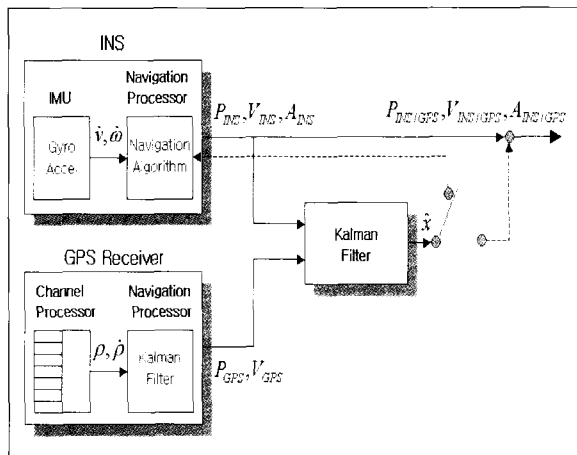 INS
IMU
Navigation
Processor
Gyro
Acce.
v̂, ω̂
Navigation
Algorithm
P_INS, V_INS, A_INS
P_INS/GPS, V_INS/GPS, A_INS/GPS
Kalman
Filter
x̂
GPS Receiver
Channel
Processor
Navigation
Processor
ρ, ρ̇
Kalman
Filter
P_GPS, V_GPS